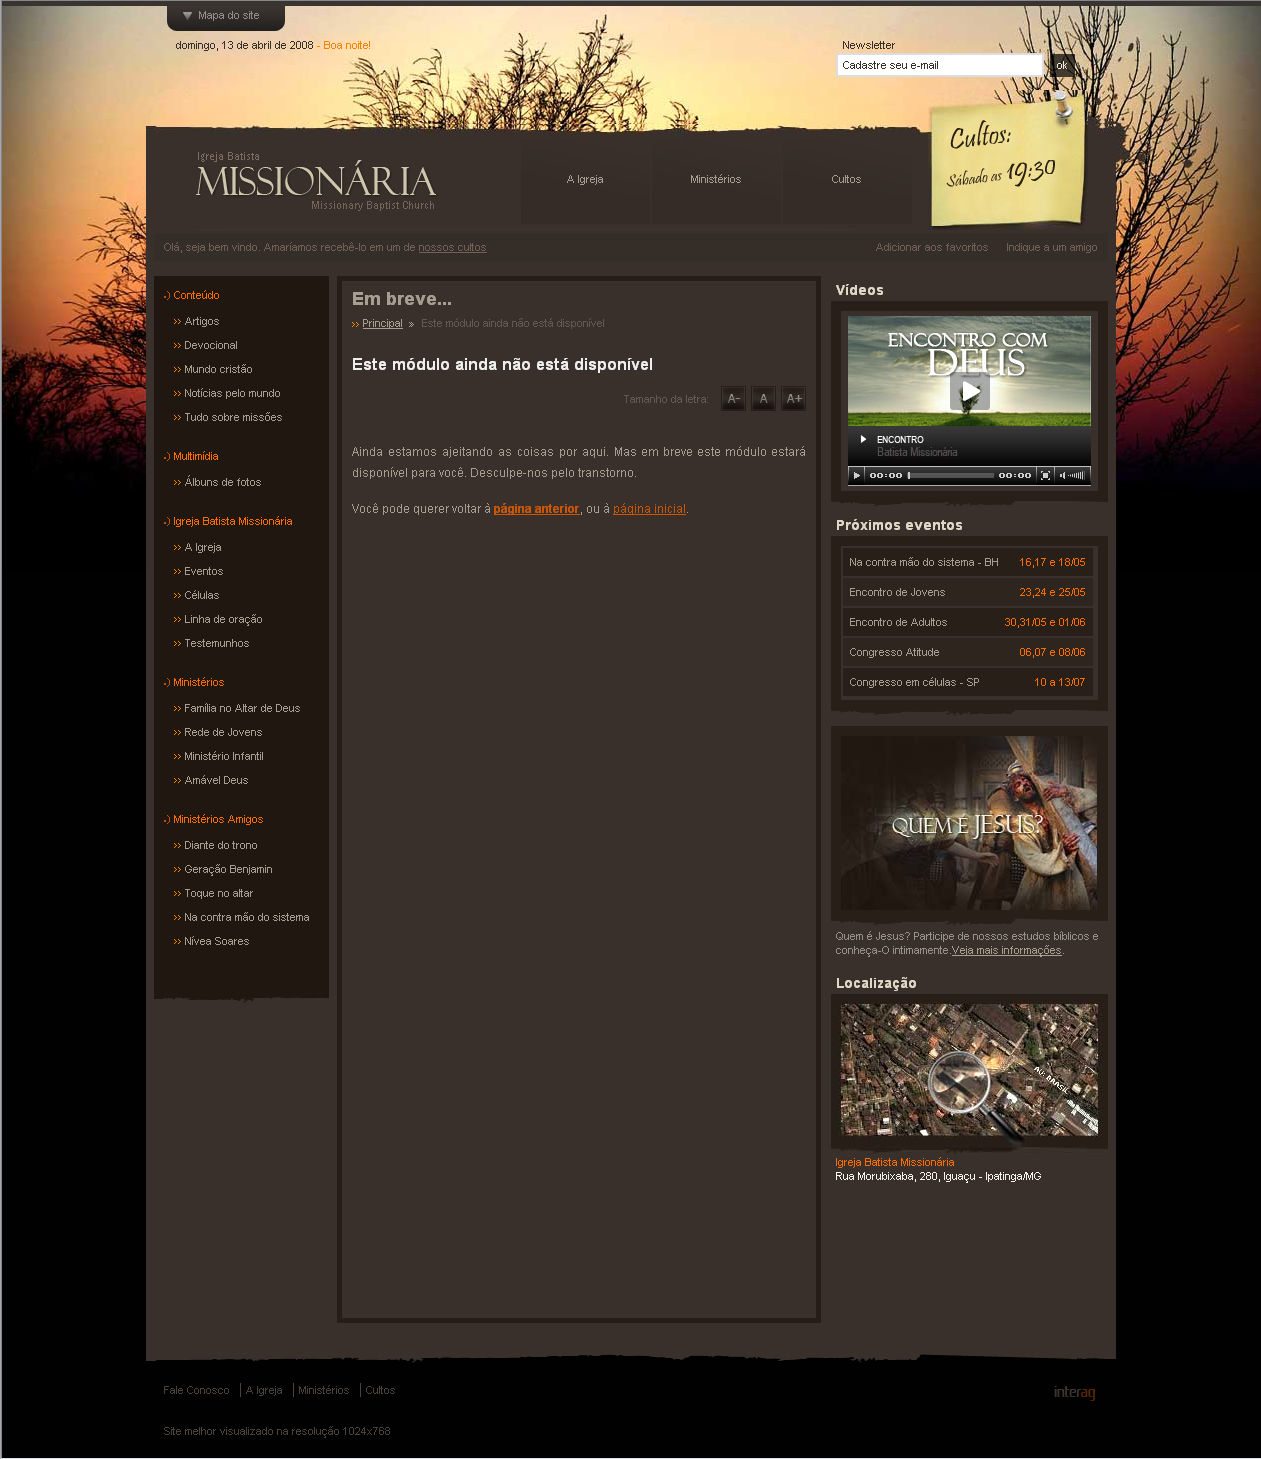 Mapa do site
domingo, 13 de abril de 2008 - Boa noite!
Newsletter
Cadastre seu e-mail
ok
Igreja Batista
MISSIONÁRIA
Missionary Baptist Church
A Igreja
Ministérios
Cultos
Cultos:
Sábado as 19:30
Olá, seja bem vindo. Amaríamos recebê-lo em um de nossos cultos
Adicionar aos favoritos
Indique a um amigo
.:) Conteúdo
›› Artigos
›› Devocional
›› Mundo cristão
›› Notícias pelo mundo
›› Tudo sobre missões
.:) Multimídia
›› Álbuns de fotos
.:) Igreja Batista Missionária
›› A Igreja
›› Eventos
›› Células
›› Linha de oração
›› Testemunhos
.:) Ministérios
›› Família no Altar de Deus
›› Rede de Jovens
›› Ministério Infantil
›› Amável Deus
.:) Ministérios Amigos
›› Diante do trono
›› Geração Benjamin
›› Toque no altar
›› Na contra mão do sistema
›› Nívea Soares
Em breve...
›› Principal » Este módulo ainda não está disponível
Este módulo ainda não está disponível
Tamanho da letra: A- A A+
Ainda estamos ajeitando as coisas por aqui. Mas em breve este módulo estará
disponível para você. Desculpe-nos pelo transtorno.
Você pode querer voltar à página anterior, ou à página inicial.
Vídeos
ENCONTRO COM
DEUS
ENCONTRO
Batista Missionária
00:00 00:00
Próximos eventos
Na contra mão do sistema - BH 16,17 e 18/05
Encontro de Jovens 23,24 e 25/05
Encontro de Adultos 30,31/05 e 01/06
Congresso Atitude 06,07 e 08/06
Congresso em células - SP 10 a 13/07
QUEM É JESUS?
Quem é Jesus? Participe de nossos estudos bíblicos e
conheça-O intimamente.Veja mais informações.
Localização
AV. BRASIL
Igreja Batista Missionária
Rua Morubixaba, 280, Iguaçu - Ipatinga/MG
Fale Conosco
A Igreja
Ministérios
Cultos
interag
Site melhor visualizado na resolução 1024x768